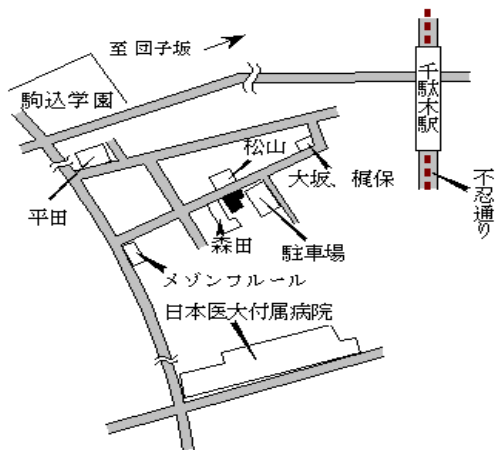 至 団子坂
駒込学園
千駄木駅
松山
大坂、梶保
平田
不忍通り
森田
駐車場
メゾンフルール
日本医大付属病院